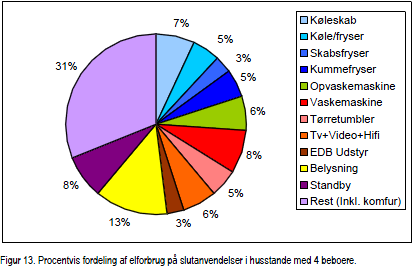 7%
5%
3%
5%
6%
8%
5%
6%
3%
13%
8%
31%
Køleskab
Køle/fryser
Skabsfryser
Kummefryser
Opvaskemaskine
Vaskemaskine
Tørretumbler
Tv+Video+Hifi
EDB Udstyr
Belysning
Standby
Rest (Inkl. komfur)
Figur 13. Procentvis fordeling af elforbrug på slutanvendelser i husstande med 4 beboere.